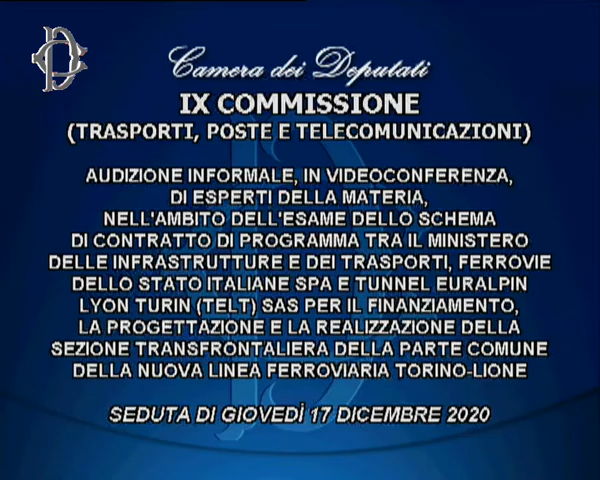 Camera dei Deputati
IX COMMISSIONE
(TRASPORTI, POSTE E TELECOMUNICAZIONI)
AUDIZIONE INFORMALE, IN VIDEOCONFERENZA,
DI ESPERTI DELLA MATERIA,
NELL'AMBITO DELL'ESAME DELLO SCHEMA
DI CONTRATTO DI PROGRAMMA TRA IL MINISTERO
DELLE INFRASTRUTTURE E DEI TRASPORTI, FERROVIE
DELLO STATO ITALIANE SPA E TUNNEL EURALPIN
LYON TURIN (TELT) SAS PER IL FINANZIAMENTO,
LA PROGETTAZIONE E LA REALIZZAZIONE DELLA
SEZIONE TRANSFRONTALIERA DELLA PARTE COMUNE
DELLA NUOVA LINEA FERROVIARIA TORINO-LIONE
SEDUTA DI GIOVEDÌ 17 DICEMBRE 2020